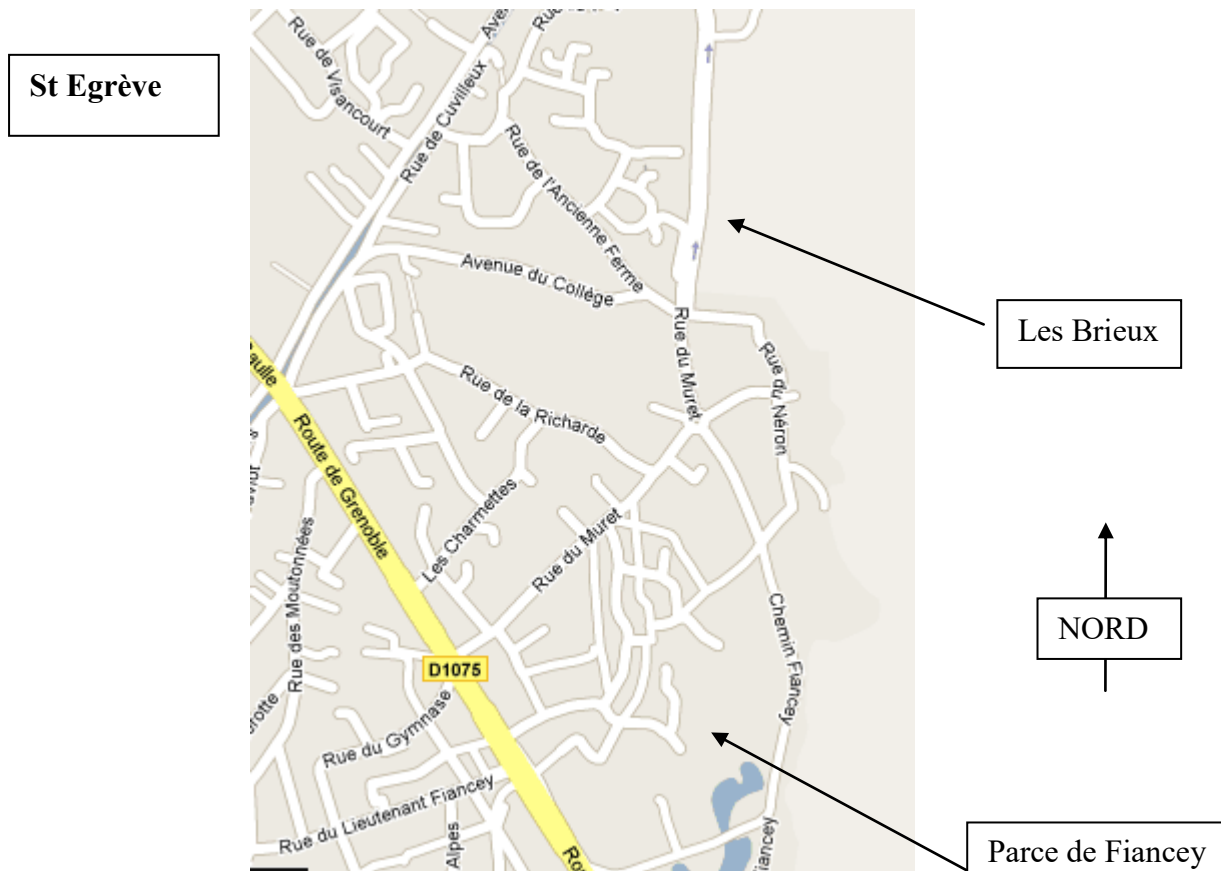 St Egrève
Rue de Visancourt
Rue de Cuvilleux
Rue de l'Ancienne Ferme
Avenue du Collège
Les Brieux
Rue du Muret
Rue du Néron
Rue de la Richarde
Route de Grenoble
Les Charmettes
Rue du Muret
Rue des Moutonnées
Chemin Fiancey
NORD
D1075
Rue du Gymnase
Rue du Lieutenant Fiancey
Alpes
Fiancey
Parce de Fiancey